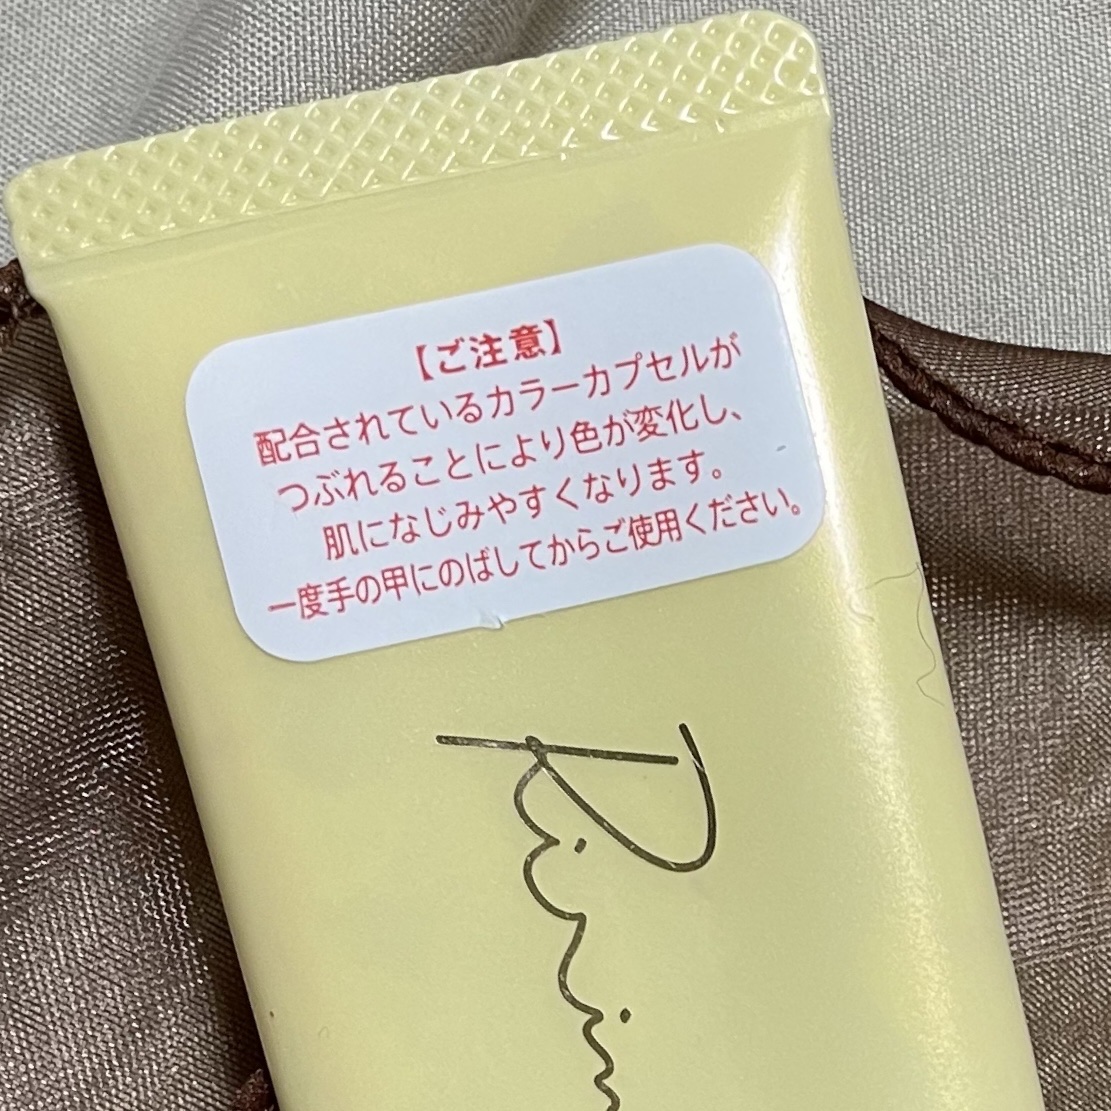 【ご注意】
配合されているカラーカプセルが
つぶれることにより色が変化し、
肌になじみやすくなります。
一度手の甲にのばしてからご使用ください。